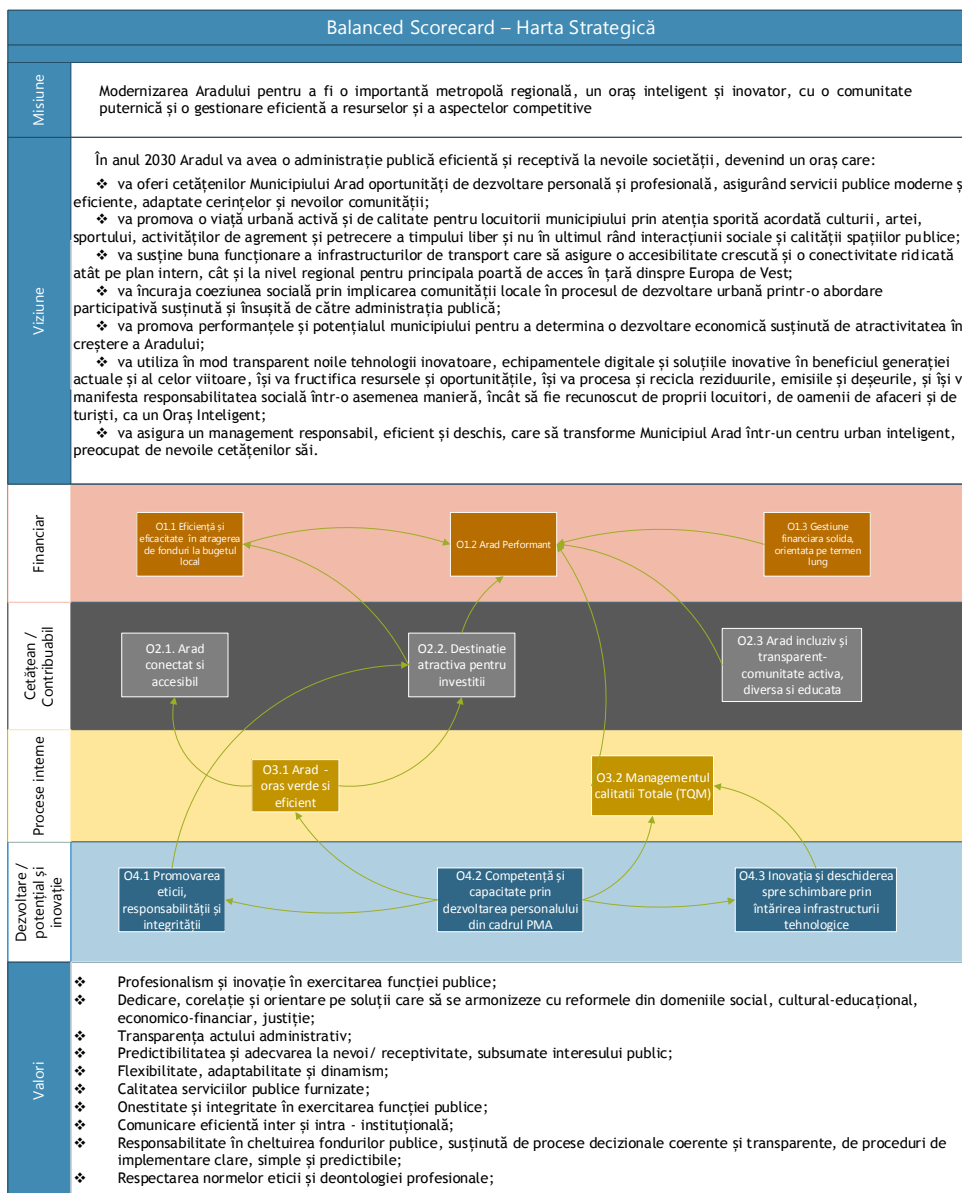 Balanced Scorecard – Harta Strategică
Misiune
Modernizarea Aradului pentru a fi o importantă metropolă regională, un oraș inteligent și inovator, cu o comunitate
puternică și o gestionare eficientă a resurselor și a aspectelor competitive
Viziune
În anul 2030 Aradul va avea o administrație publică eficientă și receptivă la nevoile societății, devenind un oraș care:
❖ va oferi cetățenilor Municipiului Arad oportunități de dezvoltare personală și profesională, asigurând servicii publice moderne ș
eficiente, adaptate cerințelor și nevoilor comunității;
❖ va promova o viață urbană activă și de calitate pentru locuitorii municipiului prin atenția sporită acordată culturii, artei,
sportului, activităților de agrement și petrecere a timpului liber și nu în ultimul rând interacțiunii sociale și calității spațiilor publice;
❖ va susține buna funcționare a infrastructurilor de transport care să asigure o accesibilitate crescută și o conectivitate ridicată
atât pe plan intern, cât și la nivel regional pentru principala poartă de acces în țară dinspre Europa de Vest;
❖ va încuraja coeziunea socială prin implicarea comunității locale în procesul de dezvoltare urbană printr-o abordare
participativă susținută și însușită de către administrația publică;
❖ va promova performanțele și potențialul municipiului pentru a determina o dezvoltare economică susținută de atractivitatea în
creștere a Aradului;
❖ va utiliza în mod transparent noile tehnologii inovatoare, echipamentele digitale și soluțiile inovative în beneficiul generației
actuale și al celor viitoare, își va fructifica resursele și oportunitățile, își va procesa și recicla reziduurile, emisiile și deșeurile, și își v
manifesta responsabilitatea socială într-o asemenea manieră, încât să fie recunoscut de proprii locuitori, de oamenii de afaceri și de
turiști, ca un Oraș Inteligent;
❖ va asigura un management responsabil, eficient și deschis, care să transforme Municipiul Arad într-un centru urban inteligent,
preocupat de nevoile cetățenilor săi.
Financiar
O1.1 Eficiență și
eficacitate în atragerea
de fonduri la bugetul
local
O1.2 Arad Performant
O1.3 Gestiune
financiara solida,
orientata pe termen
lung
Cetățean /
Contribuabil
O2.1. Arad
conectat si
accesibil
O2.2. Destinatie
atractiva pentru
investitii
O2.3 Arad incluziv și
transparent-
comunitate activa,
diversa si educata
Procese interne
O3.1 Arad -
oras verde si
eficient
O3.2 Managementul
calitatii Totale (TQM)
Dezvoltare /
potențial și
inovație
O4.1 Promovarea
eticii,
responsabilității și
integrității
O4.2 Competență și
capacitate prin
dezvoltarea personalului
din cadrul PMA
O4.3 Inovația și deschiderea
spre schimbare prin
întărirea infrastructurii
tehnologice
Valori
❖ Profesionalism și inovație în exercitarea funcției publice;
❖ Dedicare, corelație și orientare pe soluții care să se armonizeze cu reformele din domeniile social, cultural-educațional,
economico-financiar, justiție;
❖ Transparența actului administrativ;
❖ Predictibilitatea și adecvarea la nevoi/ receptivitate, subsumate interesului public;
❖ Flexibilitate, adaptabilitate și dinamism;
❖ Calitatea serviciilor publice furnizate;
❖ Onestitate și integritate în exercitarea funcției publice;
❖ Comunicare eficientă inter și intra - instituțională;
❖ Responsabilitate în cheltuirea fondurilor publice, susținută de procese decizionale coerente și transparente, de proceduri de
implementare clare, simple și predictibile;
❖ Respectarea normelor eticii și deontologiei profesionale;